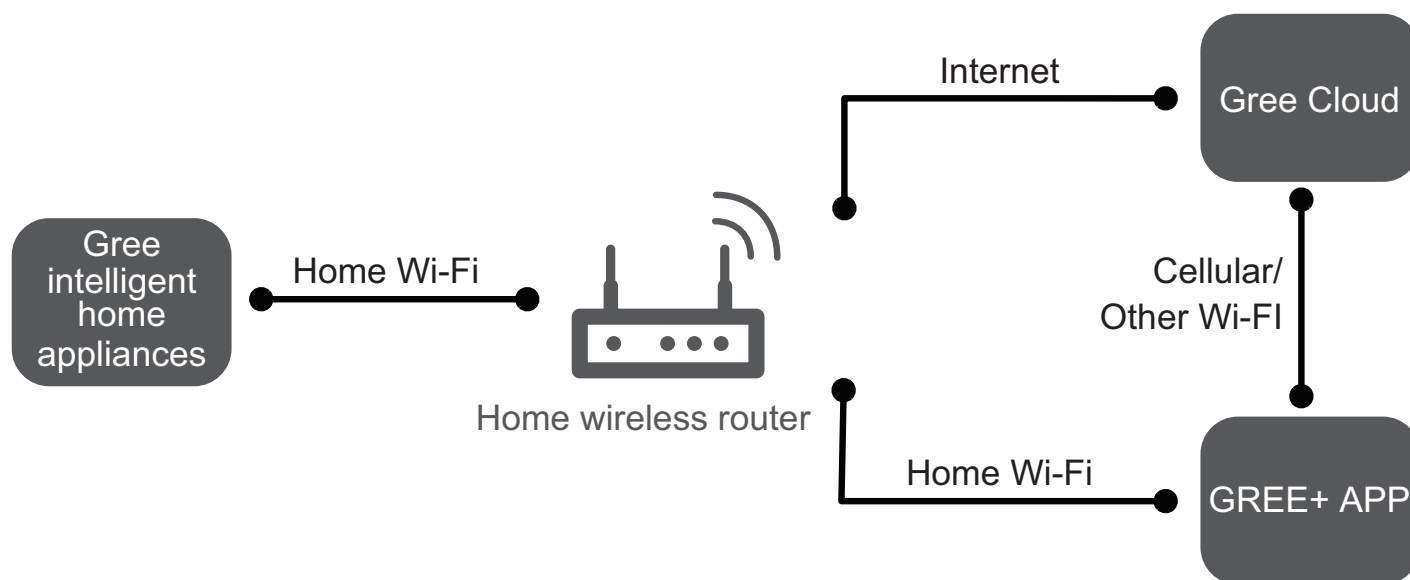 Internet
Gree Cloud
Gree
intelligent
home
appliances
Home Wi-Fi
Cellular/
Other Wi-FI
Home wireless router
Home Wi-Fi
GREE+ APP